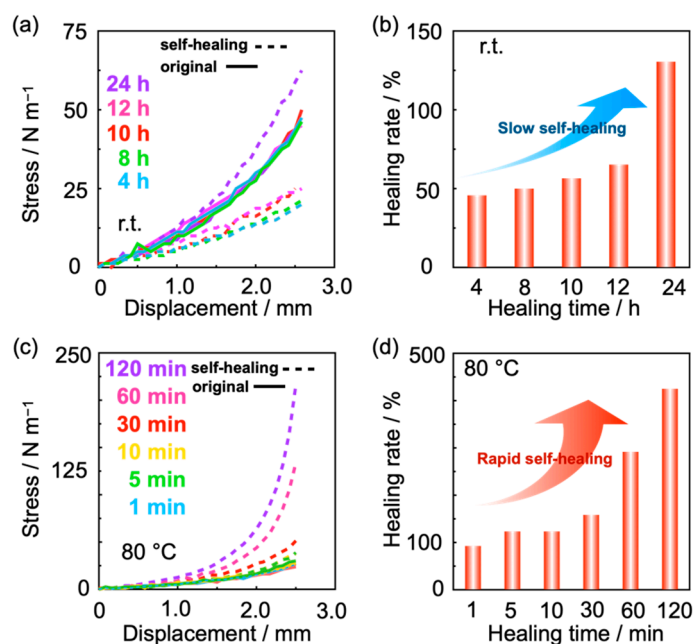 (a)
75
50
25
0
Stress / N m⁻¹
self-healing
original
24 h
12 h
10 h
8 h
4 h
r.t.
0 1.0 2.0 3.0
Displacement / mm
(b)
r.t.
150
100
50
0
Healing rate / %
Slow self-healing
4 8 10 12 24
Healing time / h
(c)
250
125
0
Stress / N m⁻¹
self-healing
original
120 min
60 min
30 min
10 min
5 min
1 min
80 °C
0 1.0 2.0 3.0
Displacement / mm
(d)
80 °C
500
100
0
Healing rate / %
Rapid self-healing
1 5 10 30 60 120
Healing time / min